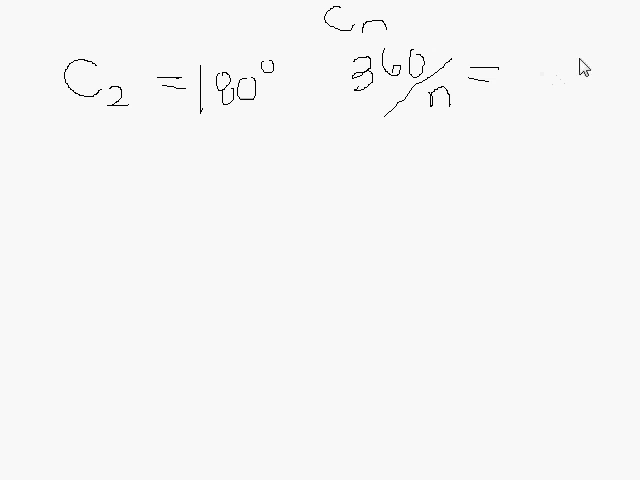 Cn
C2 = 180° 360/n =